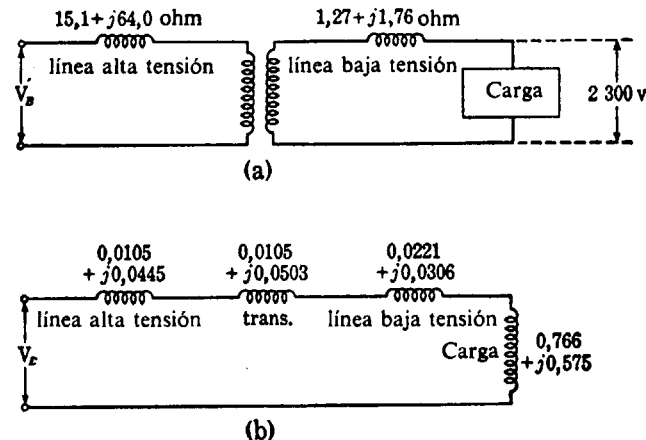 15,1+j64,0 ohm
1,27+j1,76 ohm
línea alta tensión
línea baja tensión
V'B
Carga
2 300 v
(a)
0,0105
+ j0,0445
0,0105
+j0,0503
0,0221
+j0,0306
línea alta tensión
trans.
línea baja tensión
Carga
0,766
+j0,575
(b)